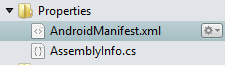 Properties
AndroidManifest.xml
AssemblyInfo.cs